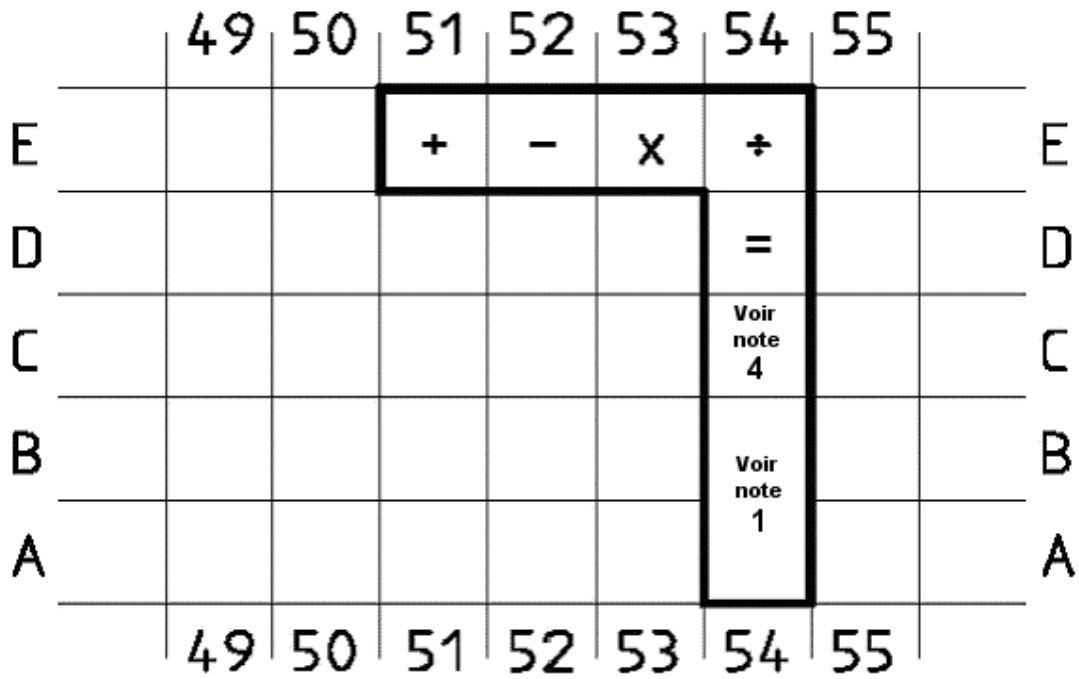 49 50 51 52 53 54 55
E + − x ÷ E
D = D
C Voir note 4 C
B Voir note 1 B
A A
49 50 51 52 53 54 55